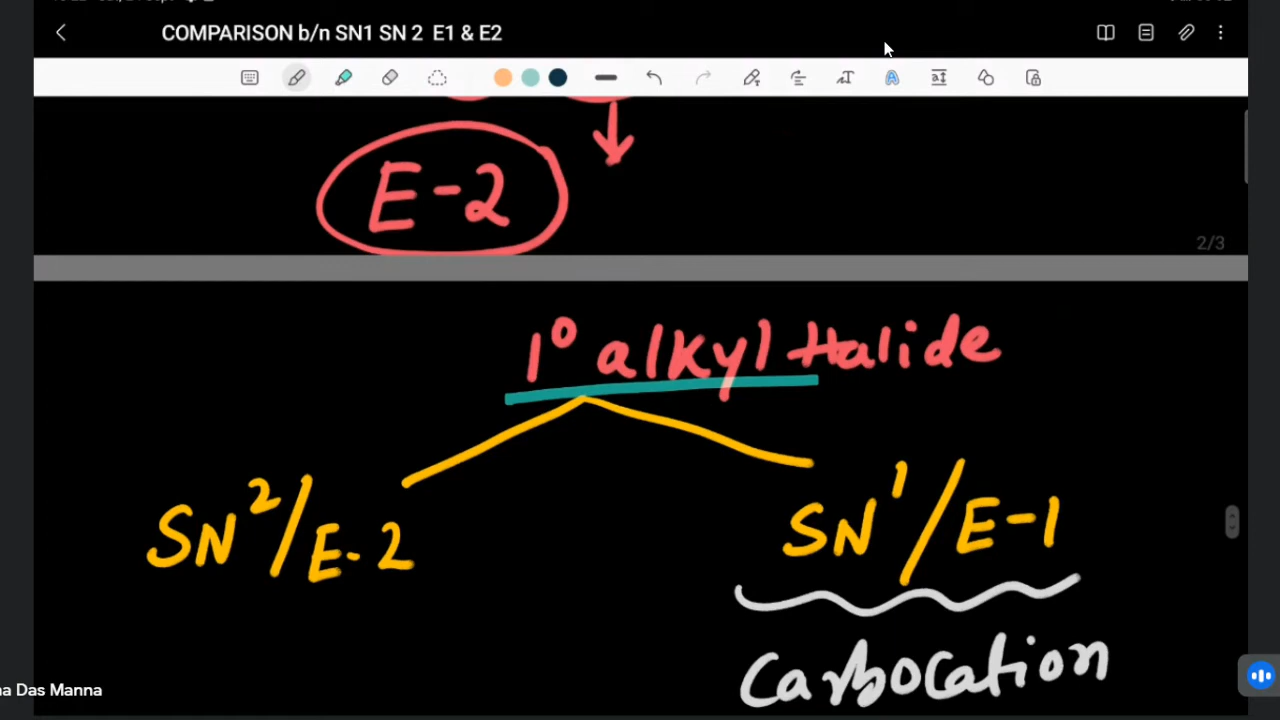 COMPARISON b/n SN1 SN 2 E1 & E2
E-2
2/3
1° alkyl Halide
SN²/E-2
SN¹/E-1
Carbocation
Das Manna